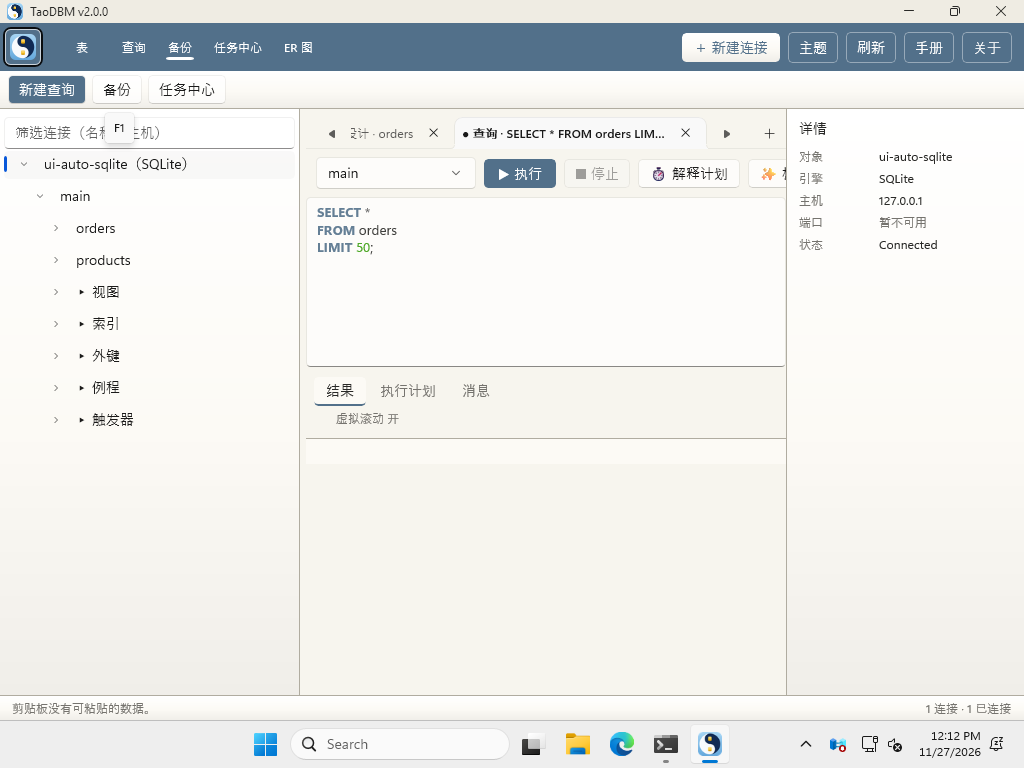 TaoDBM v2.0.0
表
查询
备份
任务中心
ER 图
+ 新建连接
主题
刷新
手册
关于
新建查询
备份
任务中心
F1
筛选连接（名
主机）
ui-auto-sqlite（SQLite）
main
orders
products
视图
索引
外键
例程
触发器
设计 · orders
• 查询 · SELECT * FROM orders LIM...
main
执行
停止
解释计划
SELECT *
FROM orders
LIMIT 50;
结果
执行计划
消息
虚拟滚动 开
详情
对象 ui-auto-sqlite
引擎 SQLite
主机 127.0.0.1
端口 暂不可用
状态 Connected
剪贴板没有可粘贴的数据。
1 连接 · 1 已连接
Search
12:12 PM
11/27/2026